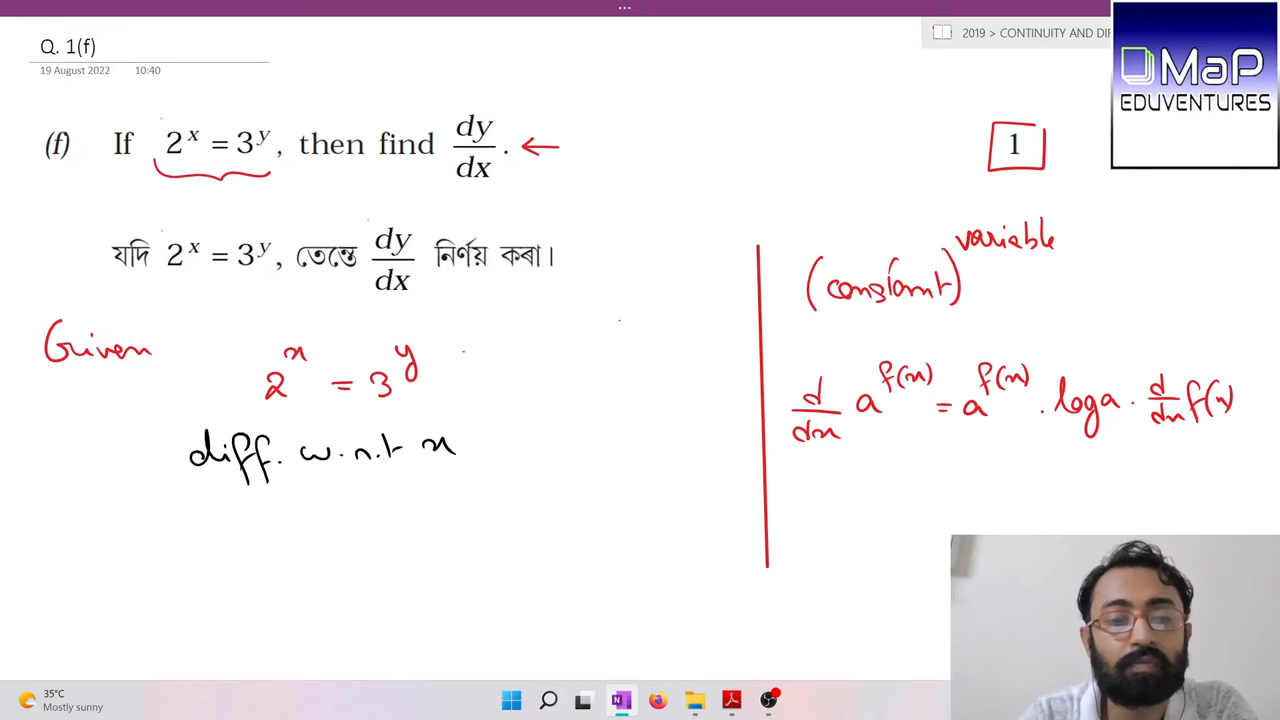 Q. 1(f)
19 August 2022 10:40
2019 > CONTINUITY AND DI
MaP
EDUVENTURES
(f) If 2^x = 3^y, then find dy/dx. ← 1
যদি 2^x = 3^y, তেন্তে dy/dx নির্ণয় কৰা।
(constant)^variable
Given
2^x = 3^y
d/dx a^f(x) = a^f(x) . log a . d/dx f(x)
diff. w.r.t x
35°C
Mostly sunny